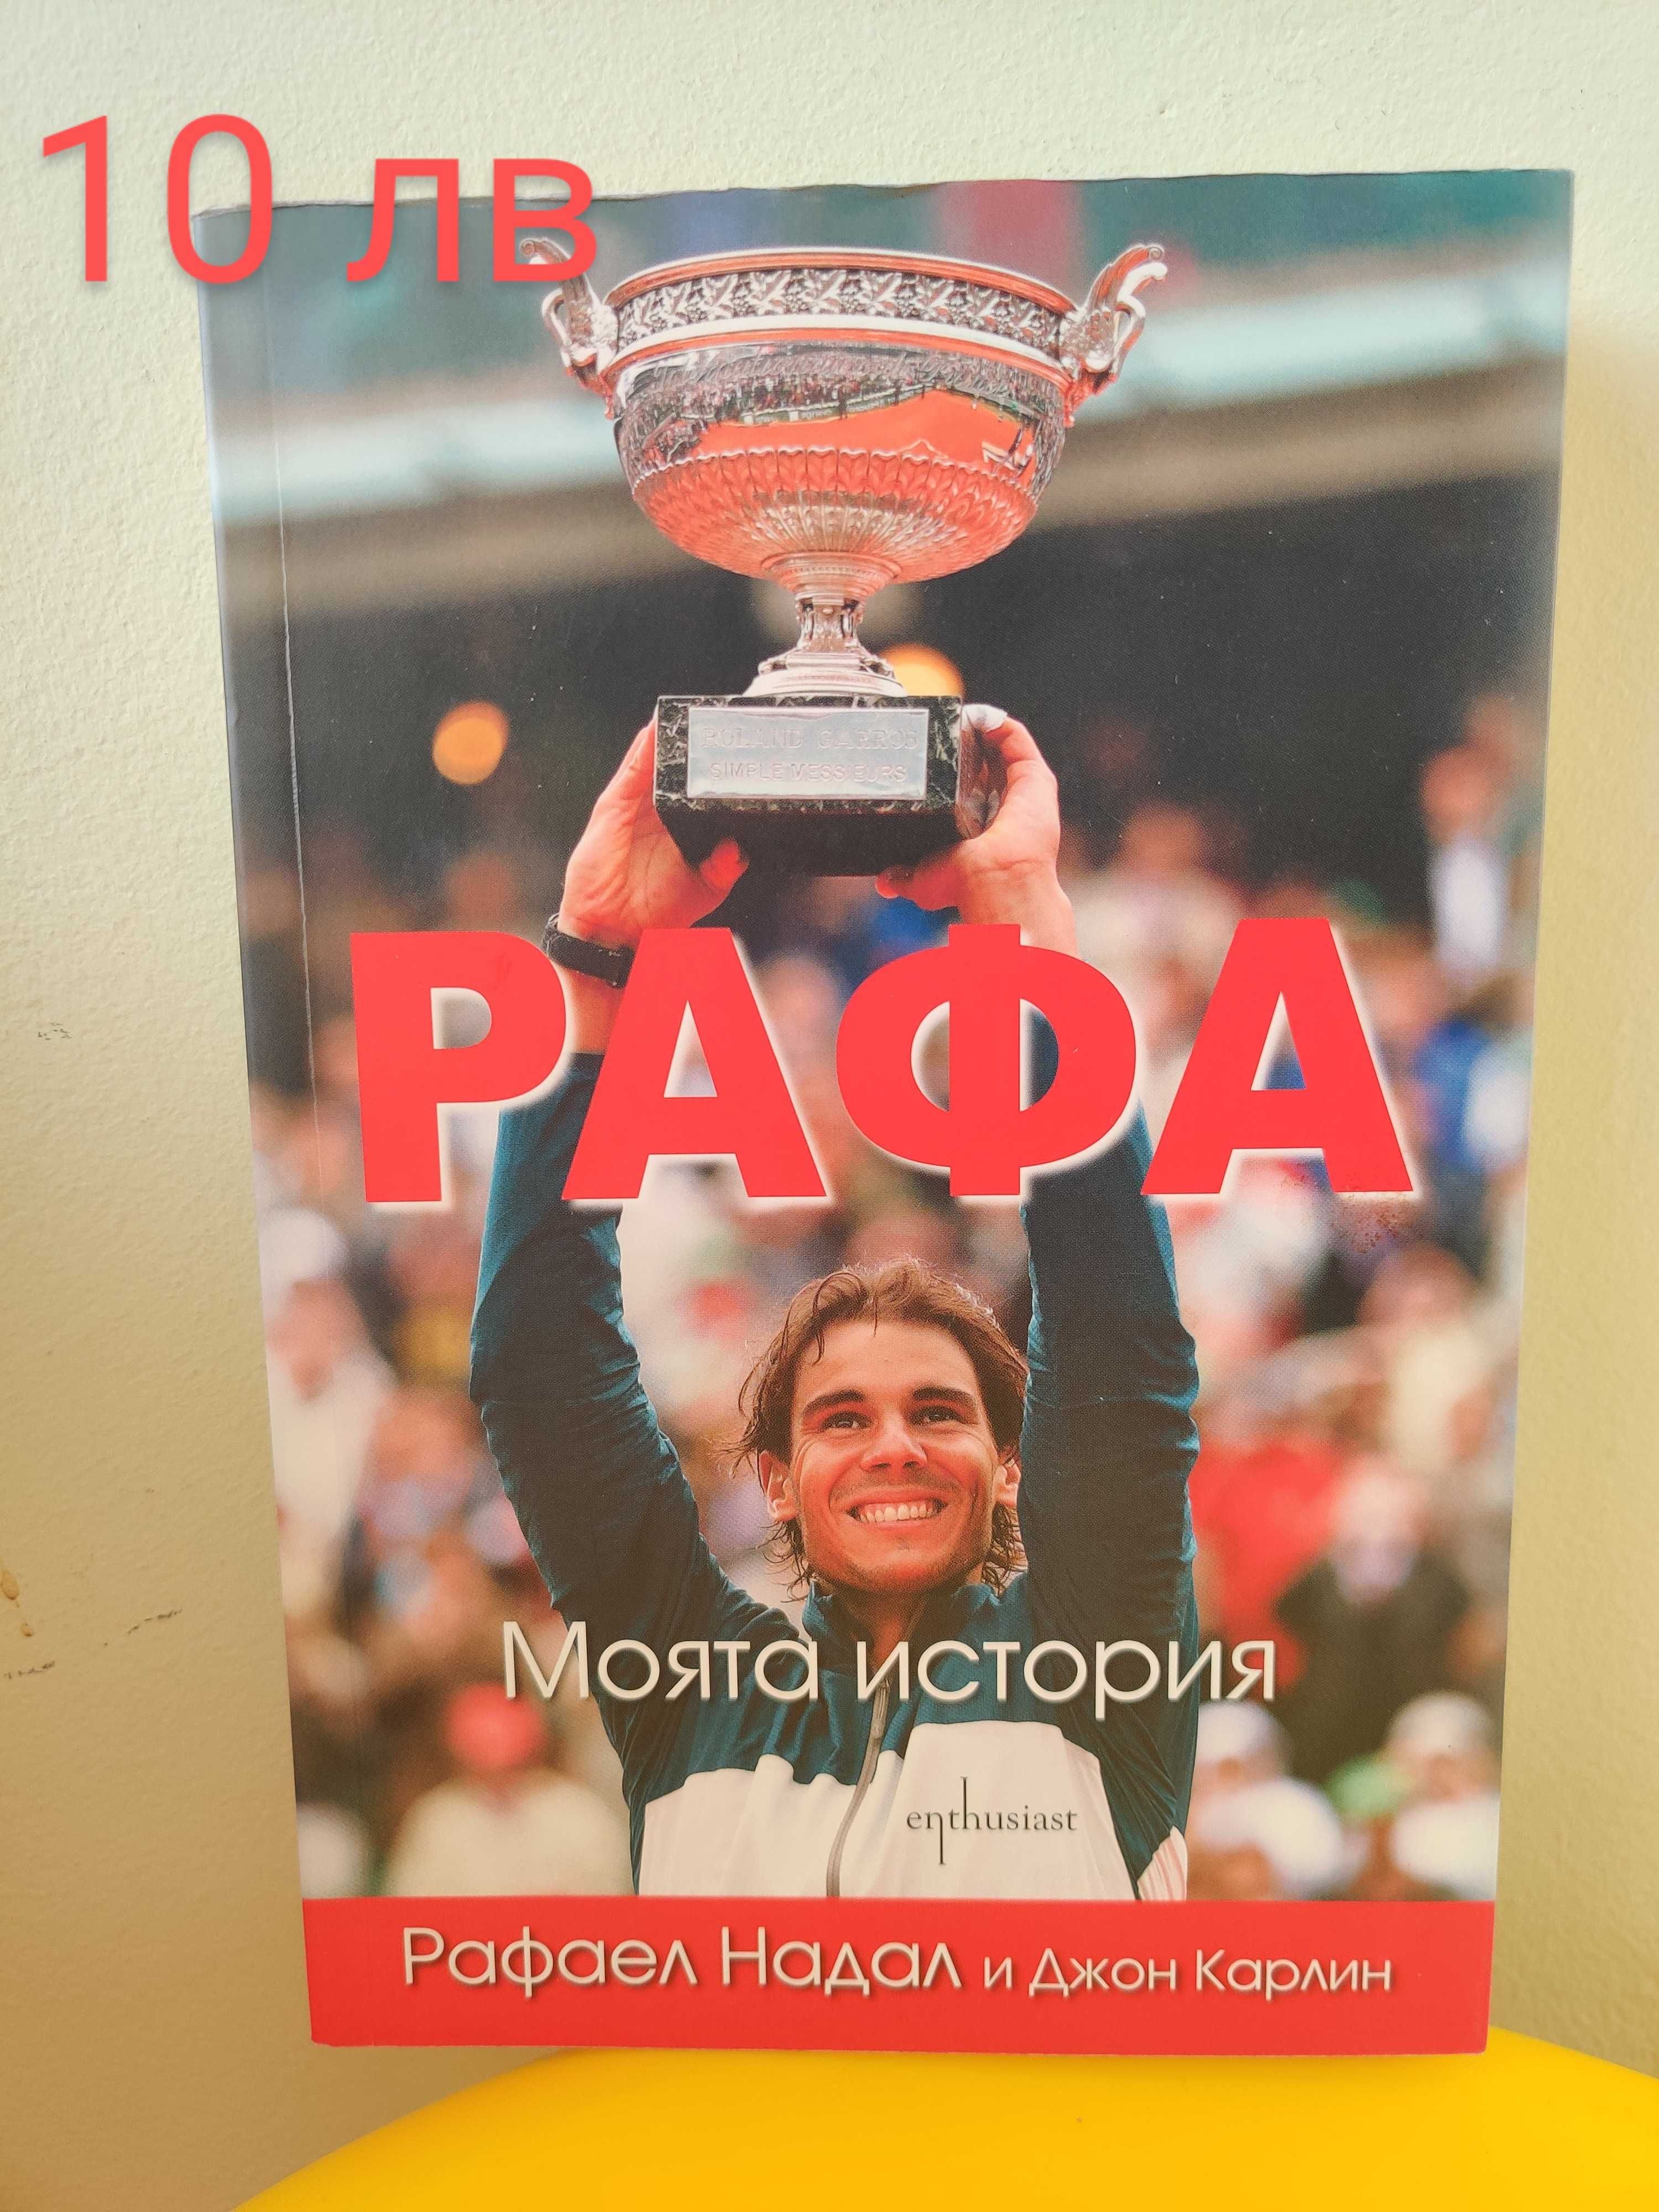 10 лв
ROLAND GARROS
SIMPLE MESSIEURS
РАФА
Моята история
enthusiast
Рафаел Надал и Джон Карлин